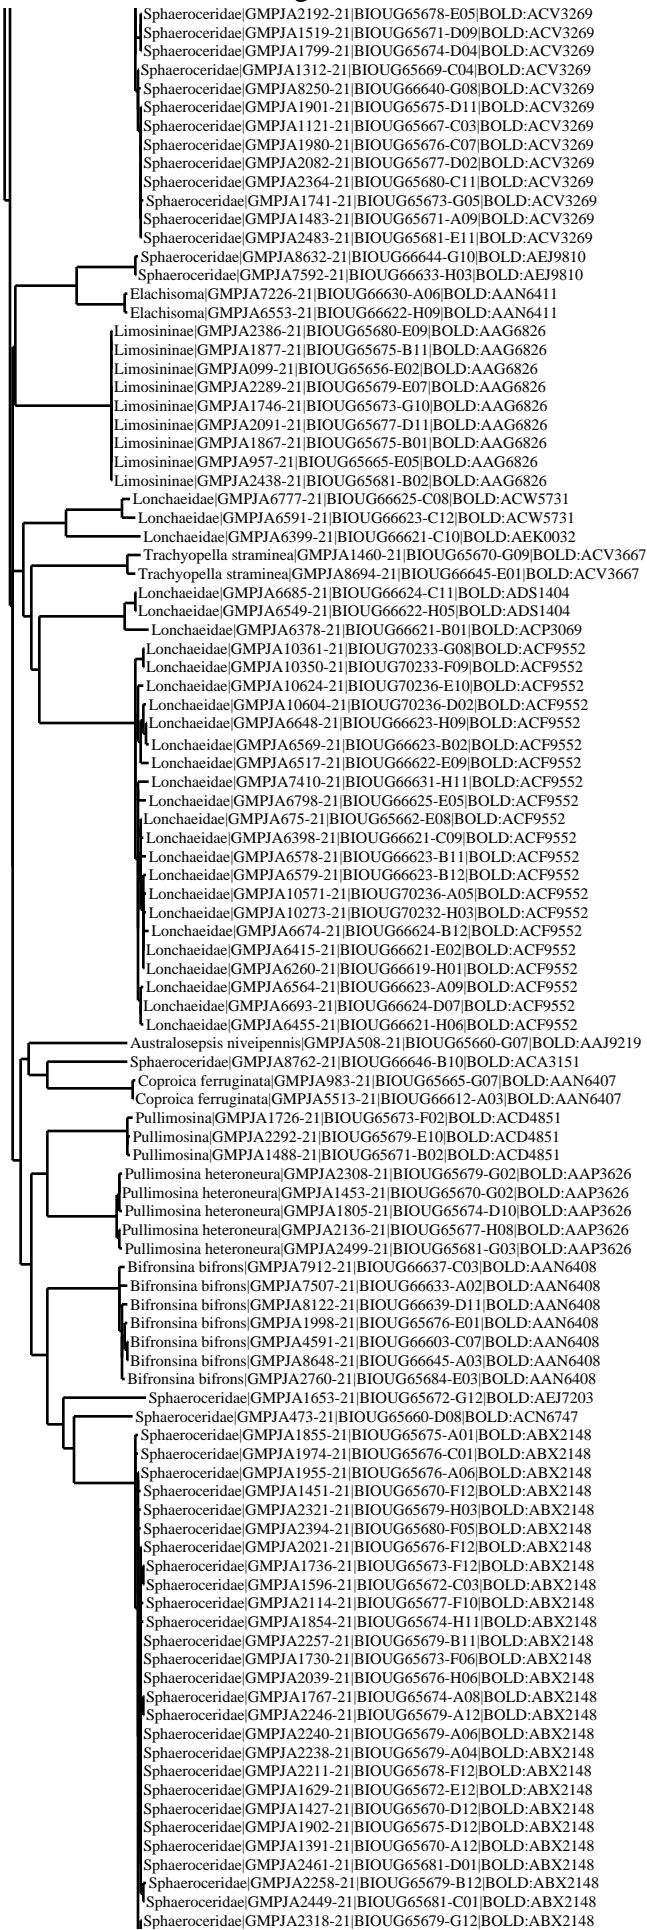 Sphaeroceridae|GMPJA2192-21|BIOUG65678-E05|BOLD:ACV3269
Sphaeroceridae|GMPJA1519-21|BIOUG65671-D09|BOLD:ACV3269
Sphaeroceridae|GMPJA1799-21|BIOUG65674-D04|BOLD:ACV3269
Sphaeroceridae|GMPJA1312-21|BIOUG65669-C04|BOLD:ACV3269
Sphaeroceridae|GMPJA8250-21|BIOUG66640-G08|BOLD:ACV3269
Sphaeroceridae|GMPJA1901-21|BIOUG65675-D11|BOLD:ACV3269
Sphaeroceridae|GMPJA1121-21|BIOUG65667-C03|BOLD:ACV3269
Sphaeroceridae|GMPJA1980-21|BIOUG65676-C07|BOLD:ACV3269
Sphaeroceridae|GMPJA2082-21|BIOUG65677-D02|BOLD:ACV3269
Sphaeroceridae|GMPJA2364-21|BIOUG65680-C11|BOLD:ACV3269
Sphaeroceridae|GMPJA1741-21|BIOUG65673-G05|BOLD:ACV3269
Sphaeroceridae|GMPJA1483-21|BIOUG65671-A09|BOLD:ACV3269
Sphaeroceridae|GMPJA2483-21|BIOUG65681-E11|BOLD:ACV3269
Sphaeroceridae|GMPJA8632-21|BIOUG66644-G10|BOLD:AEJ9810
Sphaeroceridae|GMPJA7592-21|BIOUG66633-H03|BOLD:AEJ9810
Elachisoma|GMPJA7226-21|BIOUG66630-A06|BOLD:AAN6411
Elachisoma|GMPJA6553-21|BIOUG66622-H09|BOLD:AAN6411
Limosininae|GMPJA2386-21|BIOUG65680-E09|BOLD:AAG6826
Limosininae|GMPJA1877-21|BIOUG65675-B11|BOLD:AAG6826
Limosininae|GMPJA099-21|BIOUG65656-E02|BOLD:AAG6826
Limosininae|GMPJA2289-21|BIOUG65679-E07|BOLD:AAG6826
Limosininae|GMPJA1746-21|BIOUG65673-G10|BOLD:AAG6826
Limosininae|GMPJA2091-21|BIOUG65677-D11|BOLD:AAG6826
Limosininae|GMPJA1867-21|BIOUG65675-B01|BOLD:AAG6826
Limosininae|GMPJA957-21|BIOUG65665-E05|BOLD:AAG6826
Limosininae|GMPJA2438-21|BIOUG65681-B02|BOLD:AAG6826
Lonchaeidae|GMPJA6777-21|BIOUG66625-C08|BOLD:ACW5731
Lonchaeidae|GMPJA6591-21|BIOUG66623-C12|BOLD:ACW5731
Lonchaeidae|GMPJA6399-21|BIOUG66621-C10|BOLD:AEK0032
Trachyopella straminea|GMPJA1460-21|BIOUG65670-G09|BOLD:ACV3667
Trachyopella straminea|GMPJA8694-21|BIOUG66645-E01|BOLD:ACV3667
Lonchaeidae|GMPJA6685-21|BIOUG66624-C11|BOLD:ADS1404
Lonchaeidae|GMPJA6549-21|BIOUG66622-H05|BOLD:ADS1404
Lonchaeidae|GMPJA6378-21|BIOUG66621-B01|BOLD:ACP3069
Lonchaeidae|GMPJA10361-21|BIOUG70233-G08|BOLD:ACF9552
Lonchaeidae|GMPJA10350-21|BIOUG70233-F09|BOLD:ACF9552
Lonchaeidae|GMPJA10624-21|BIOUG70236-E10|BOLD:ACF9552
Lonchaeidae|GMPJA10604-21|BIOUG70236-D02|BOLD:ACF9552
Lonchaeidae|GMPJA6648-21|BIOUG66623-H09|BOLD:ACF9552
Lonchaeidae|GMPJA6569-21|BIOUG66623-B02|BOLD:ACF9552
Lonchaeidae|GMPJA6517-21|BIOUG66622-E09|BOLD:ACF9552
Lonchaeidae|GMPJA7410-21|BIOUG66631-H11|BOLD:ACF9552
Lonchaeidae|GMPJA6798-21|BIOUG66625-E05|BOLD:ACF9552
Lonchaeidae|GMPJA675-21|BIOUG65662-E08|BOLD:ACF9552
Lonchaeidae|GMPJA6398-21|BIOUG66621-C09|BOLD:ACF9552
Lonchaeidae|GMPJA6578-21|BIOUG66623-B11|BOLD:ACF9552
Lonchaeidae|GMPJA6579-21|BIOUG66623-B12|BOLD:ACF9552
Lonchaeidae|GMPJA10571-21|BIOUG70236-A05|BOLD:ACF9552
Lonchaeidae|GMPJA10273-21|BIOUG70232-H03|BOLD:ACF9552
Lonchaeidae|GMPJA6674-21|BIOUG66624-B12|BOLD:ACF9552
Lonchaeidae|GMPJA6415-21|BIOUG66621-E02|BOLD:ACF9552
Lonchaeidae|GMPJA6260-21|BIOUG66619-H01|BOLD:ACF9552
Lonchaeidae|GMPJA6564-21|BIOUG66623-A09|BOLD:ACF9552
Lonchaeidae|GMPJA6693-21|BIOUG66624-D07|BOLD:ACF9552
Lonchaeidae|GMPJA6455-21|BIOUG66621-H06|BOLD:ACF9552
Australosepsis niveipennis|GMPJA508-21|BIOUG65660-G07|BOLD:AAJ9219
Sphaeroceridae|GMPJA8762-21|BIOUG66646-B10|BOLD:ACA3151
Coproica ferruginata|GMPJA983-21|BIOUG65665-G07|BOLD:AAN6407
Coproica ferruginata|GMPJA5513-21|BIOUG66612-A03|BOLD:AAN6407
Pullimosina|GMPJA1726-21|BIOUG65673-F02|BOLD:ACD4851
Pullimosina|GMPJA2292-21|BIOUG65679-E10|BOLD:ACD4851
Pullimosina|GMPJA1488-21|BIOUG65671-B02|BOLD:ACD4851
Pullimosina heteroneura|GMPJA2308-21|BIOUG65679-G02|BOLD:AAP3626
Pullimosina heteroneura|GMPJA1453-21|BIOUG65670-G02|BOLD:AAP3626
Pullimosina heteroneura|GMPJA1805-21|BIOUG65674-D10|BOLD:AAP3626
Pullimosina heteroneura|GMPJA2136-21|BIOUG65677-H08|BOLD:AAP3626
Pullimosina heteroneura|GMPJA2499-21|BIOUG65681-G03|BOLD:AAP3626
Bifronsina bifrons|GMPJA7912-21|BIOUG66637-C03|BOLD:AAN6408
Bifronsina bifrons|GMPJA7507-21|BIOUG66633-A02|BOLD:AAN6408
Bifronsina bifrons|GMPJA8122-21|BIOUG66639-D11|BOLD:AAN6408
Bifronsina bifrons|GMPJA1998-21|BIOUG65676-E01|BOLD:AAN6408
Bifronsina bifrons|GMPJA4591-21|BIOUG66603-C07|BOLD:AAN6408
Bifronsina bifrons|GMPJA8648-21|BIOUG66645-A03|BOLD:AAN6408
Bifronsina bifrons|GMPJA2760-21|BIOUG65684-E03|BOLD:AAN6408
Sphaeroceridae|GMPJA1653-21|BIOUG65672-G12|BOLD:AEJ7203
Sphaeroceridae|GMPJA473-21|BIOUG65660-D08|BOLD:ACN6747
Sphaeroceridae|GMPJA1855-21|BIOUG65675-A01|BOLD:ABX2148
Sphaeroceridae|GMPJA1974-21|BIOUG65676-C01|BOLD:ABX2148
Sphaeroceridae|GMPJA1955-21|BIOUG65676-A06|BOLD:ABX2148
Sphaeroceridae|GMPJA1451-21|BIOUG65670-F12|BOLD:ABX2148
Sphaeroceridae|GMPJA2321-21|BIOUG65679-H03|BOLD:ABX2148
Sphaeroceridae|GMPJA2394-21|BIOUG65680-F05|BOLD:ABX2148
Sphaeroceridae|GMPJA2021-21|BIOUG65676-F12|BOLD:ABX2148
Sphaeroceridae|GMPJA1736-21|BIOUG65673-F12|BOLD:ABX2148
Sphaeroceridae|GMPJA1596-21|BIOUG65672-C03|BOLD:ABX2148
Sphaeroceridae|GMPJA2114-21|BIOUG65677-F10|BOLD:ABX2148
Sphaeroceridae|GMPJA1854-21|BIOUG65674-H11|BOLD:ABX2148
Sphaeroceridae|GMPJA2257-21|BIOUG65679-B11|BOLD:ABX2148
Sphaeroceridae|GMPJA1730-21|BIOUG65673-F06|BOLD:ABX2148
Sphaeroceridae|GMPJA2039-21|BIOUG65676-H06|BOLD:ABX2148
Sphaeroceridae|GMPJA1767-21|BIOUG65674-A08|BOLD:ABX2148
Sphaeroceridae|GMPJA2246-21|BIOUG65679-A12|BOLD:ABX2148
Sphaeroceridae|GMPJA2240-21|BIOUG65679-A06|BOLD:ABX2148
Sphaeroceridae|GMPJA2238-21|BIOUG65679-A04|BOLD:ABX2148
Sphaeroceridae|GMPJA2211-21|BIOUG65678-F12|BOLD:ABX2148
Sphaeroceridae|GMPJA1629-21|BIOUG65672-E12|BOLD:ABX2148
Sphaeroceridae|GMPJA1427-21|BIOUG65670-D12|BOLD:ABX2148
Sphaeroceridae|GMPJA1902-21|BIOUG65675-D12|BOLD:ABX2148
Sphaeroceridae|GMPJA1391-21|BIOUG65670-A12|BOLD:ABX2148
Sphaeroceridae|GMPJA2461-21|BIOUG65681-D01|BOLD:ABX2148
Sphaeroceridae|GMPJA2258-21|BIOUG65679-B12|BOLD:ABX2148
Sphaeroceridae|GMPJA2449-21|BIOUG65681-C01|BOLD:ABX2148
Sphaeroceridae|GMPJA2318-21|BIOUG65679-G12|BOLD:ABX2148